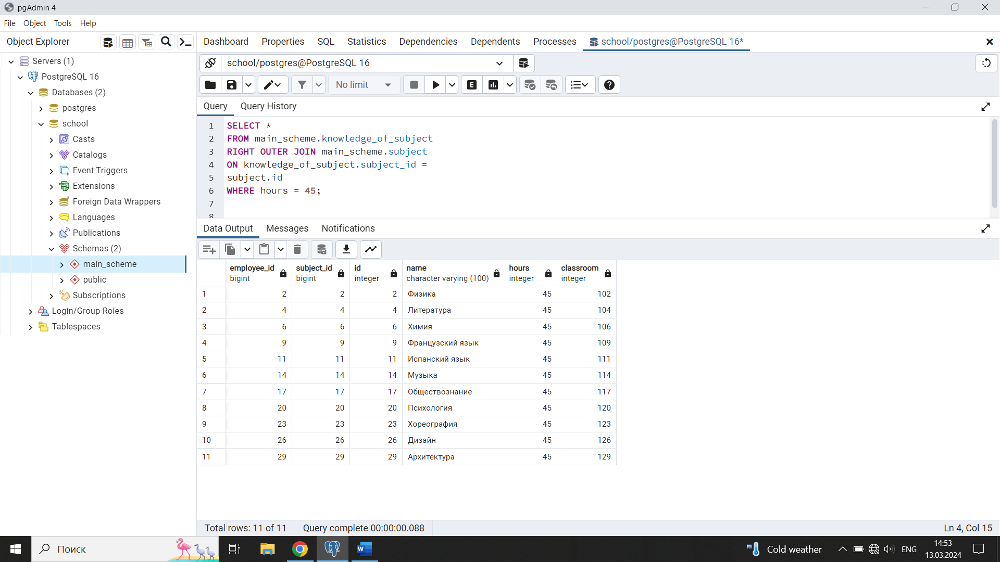 pgAdmin 4
File Object Tools Help
Object Explorer
Dashboard Properties SQL Statistics Dependencies Dependents Processes school/postgres@PostgreSQL 16*
Servers (1)
PostgreSQL 16
Databases (2)
postgres
school
Casts
Catalogs
Event Triggers
Extensions
Foreign Data Wrappers
Languages
Publications
Schemas (2)
main_scheme
public
Subscriptions
Login/Group Roles
Tablespaces
school/postgres@PostgreSQL 16
No limit
E
Query Query History
1 SELECT *
2 FROM main_scheme.knowledge_of_subject
3 RIGHT OUTER JOIN main_scheme.subject
4 ON knowledge_of_subject.subject_id =
5 subject.id
6 WHERE hours = 45;
7
8
Data Output Messages Notifications
employee_id subject_id id name hours classroom
bigint bigint integer character varying (100) integer integer
1 2 2 2 Физика 45 102
2 4 4 4 Литература 45 104
3 6 6 6 Химия 45 106
4 9 9 9 Французский язык 45 109
5 11 11 11 Испанский язык 45 111
6 14 14 14 Музыка 45 114
7 17 17 17 Обществознание 45 117
8 20 20 20 Психология 45 120
9 23 23 23 Хореография 45 123
10 26 26 26 Дизайн 45 126
11 29 29 29 Архитектура 45 129
Total rows: 11 of 11 Query complete 00:00:00.088 Ln 4, Col 15
Поиск
Cold weather
ENG
14:53
13.03.2024